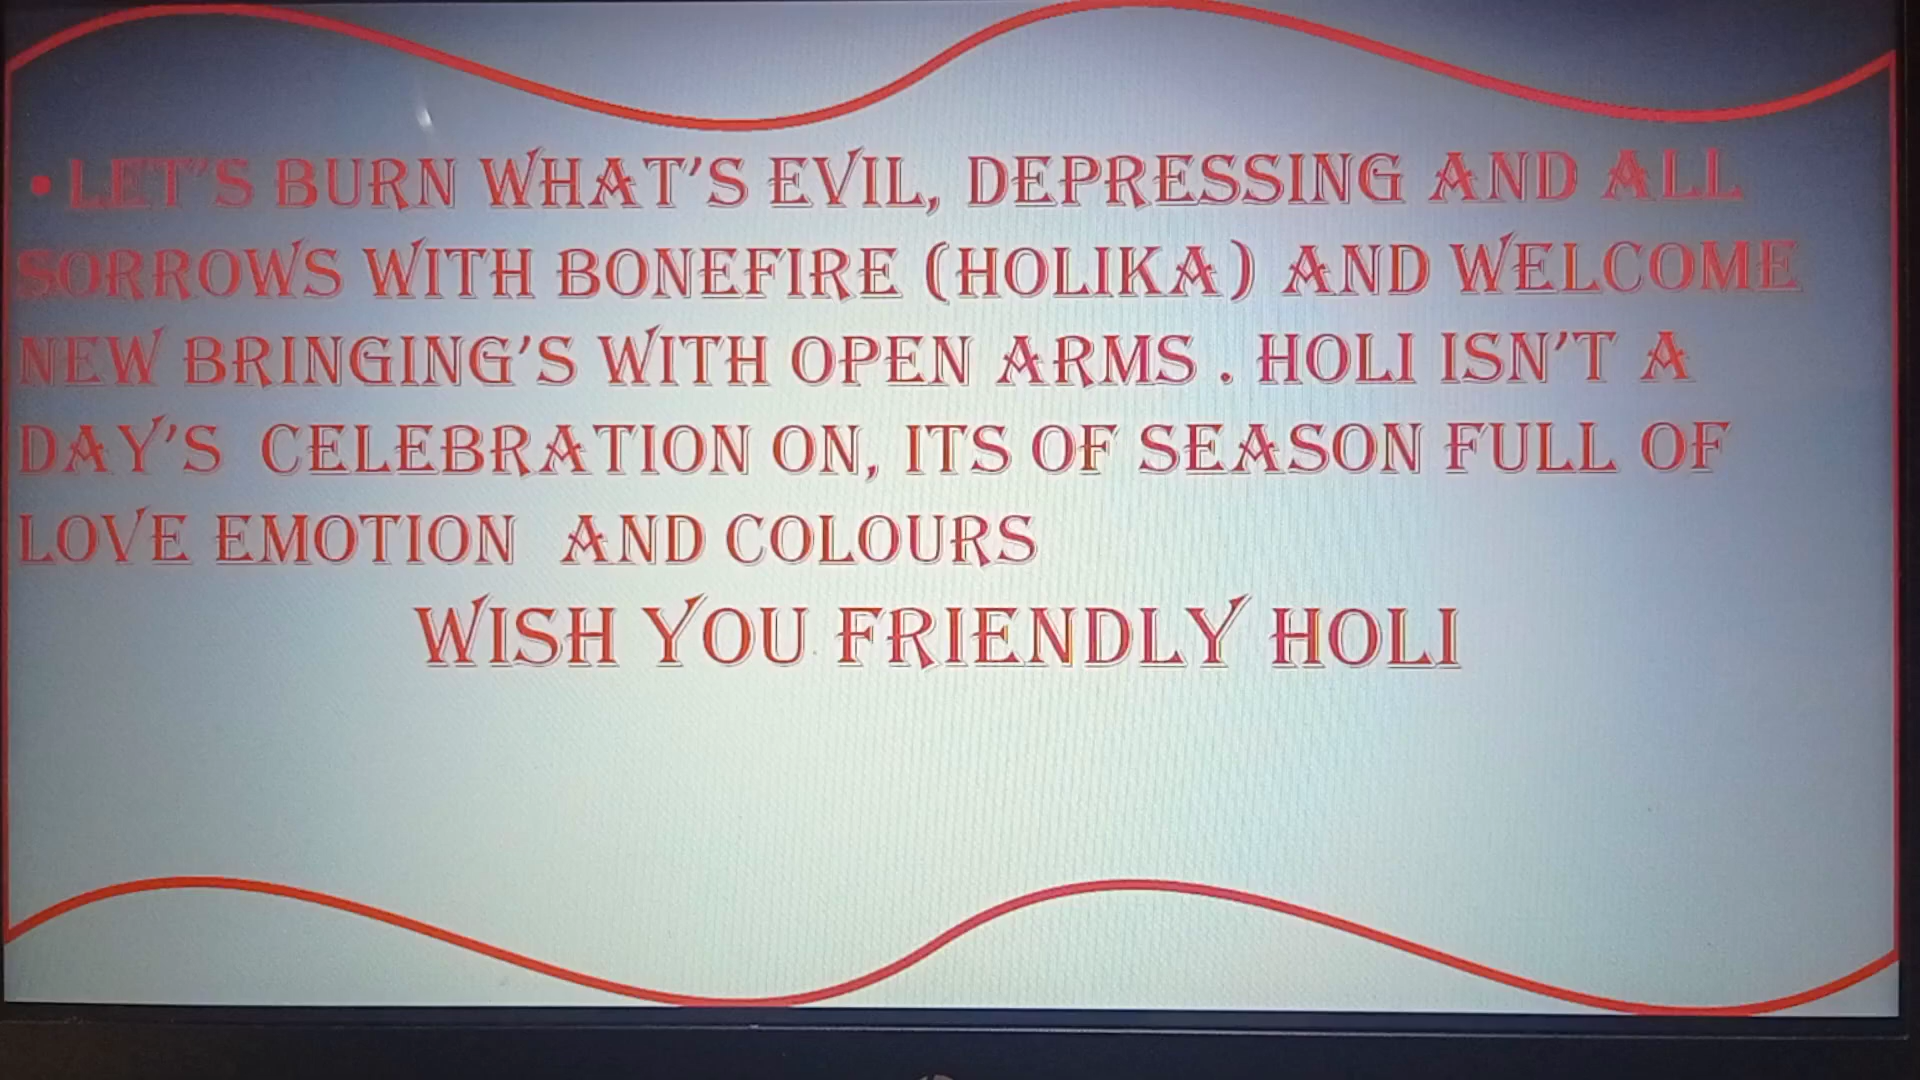 • LET'S BURN WHAT'S EVIL, DEPRESSING AND ALL
SORROWS WITH BONEFIRE (HOLIKA) AND WELCOME
NEW BRINGING'S WITH OPEN ARMS . HOLI ISN'T A
DAY'S CELEBRATION ON, ITS OF SEASON FULL OF
LOVE EMOTION AND COLOURS
WISH YOU FRIENDLY HOLI